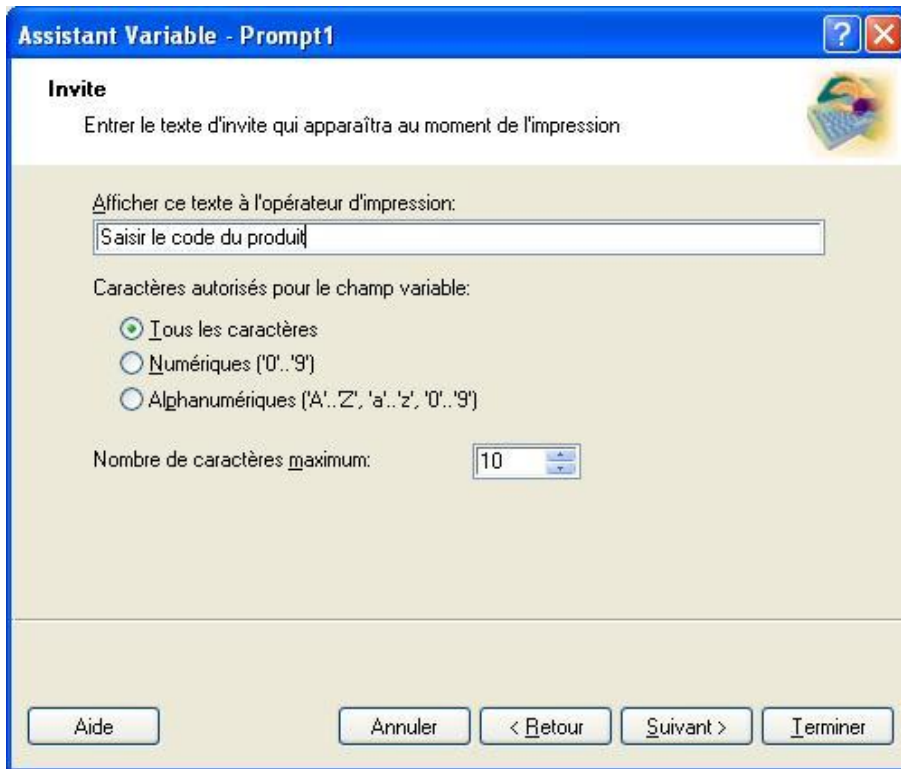 Assistant Variable - Prompt1
Invite
Entrer le texte d'invite qui apparaîtra au moment de l'impression
Afficher ce texte à l'opérateur d'impression:
Saisir le code du produit
Caractères autorisés pour le champ variable:
Tous les caractères
Numériques ('0'..'9')
Alphanumériques ('A'..'Z', 'a'..'z', '0'..'9')
Nombre de caractères maximum: 10
Aide Annuler < Retour Suivant > Terminer